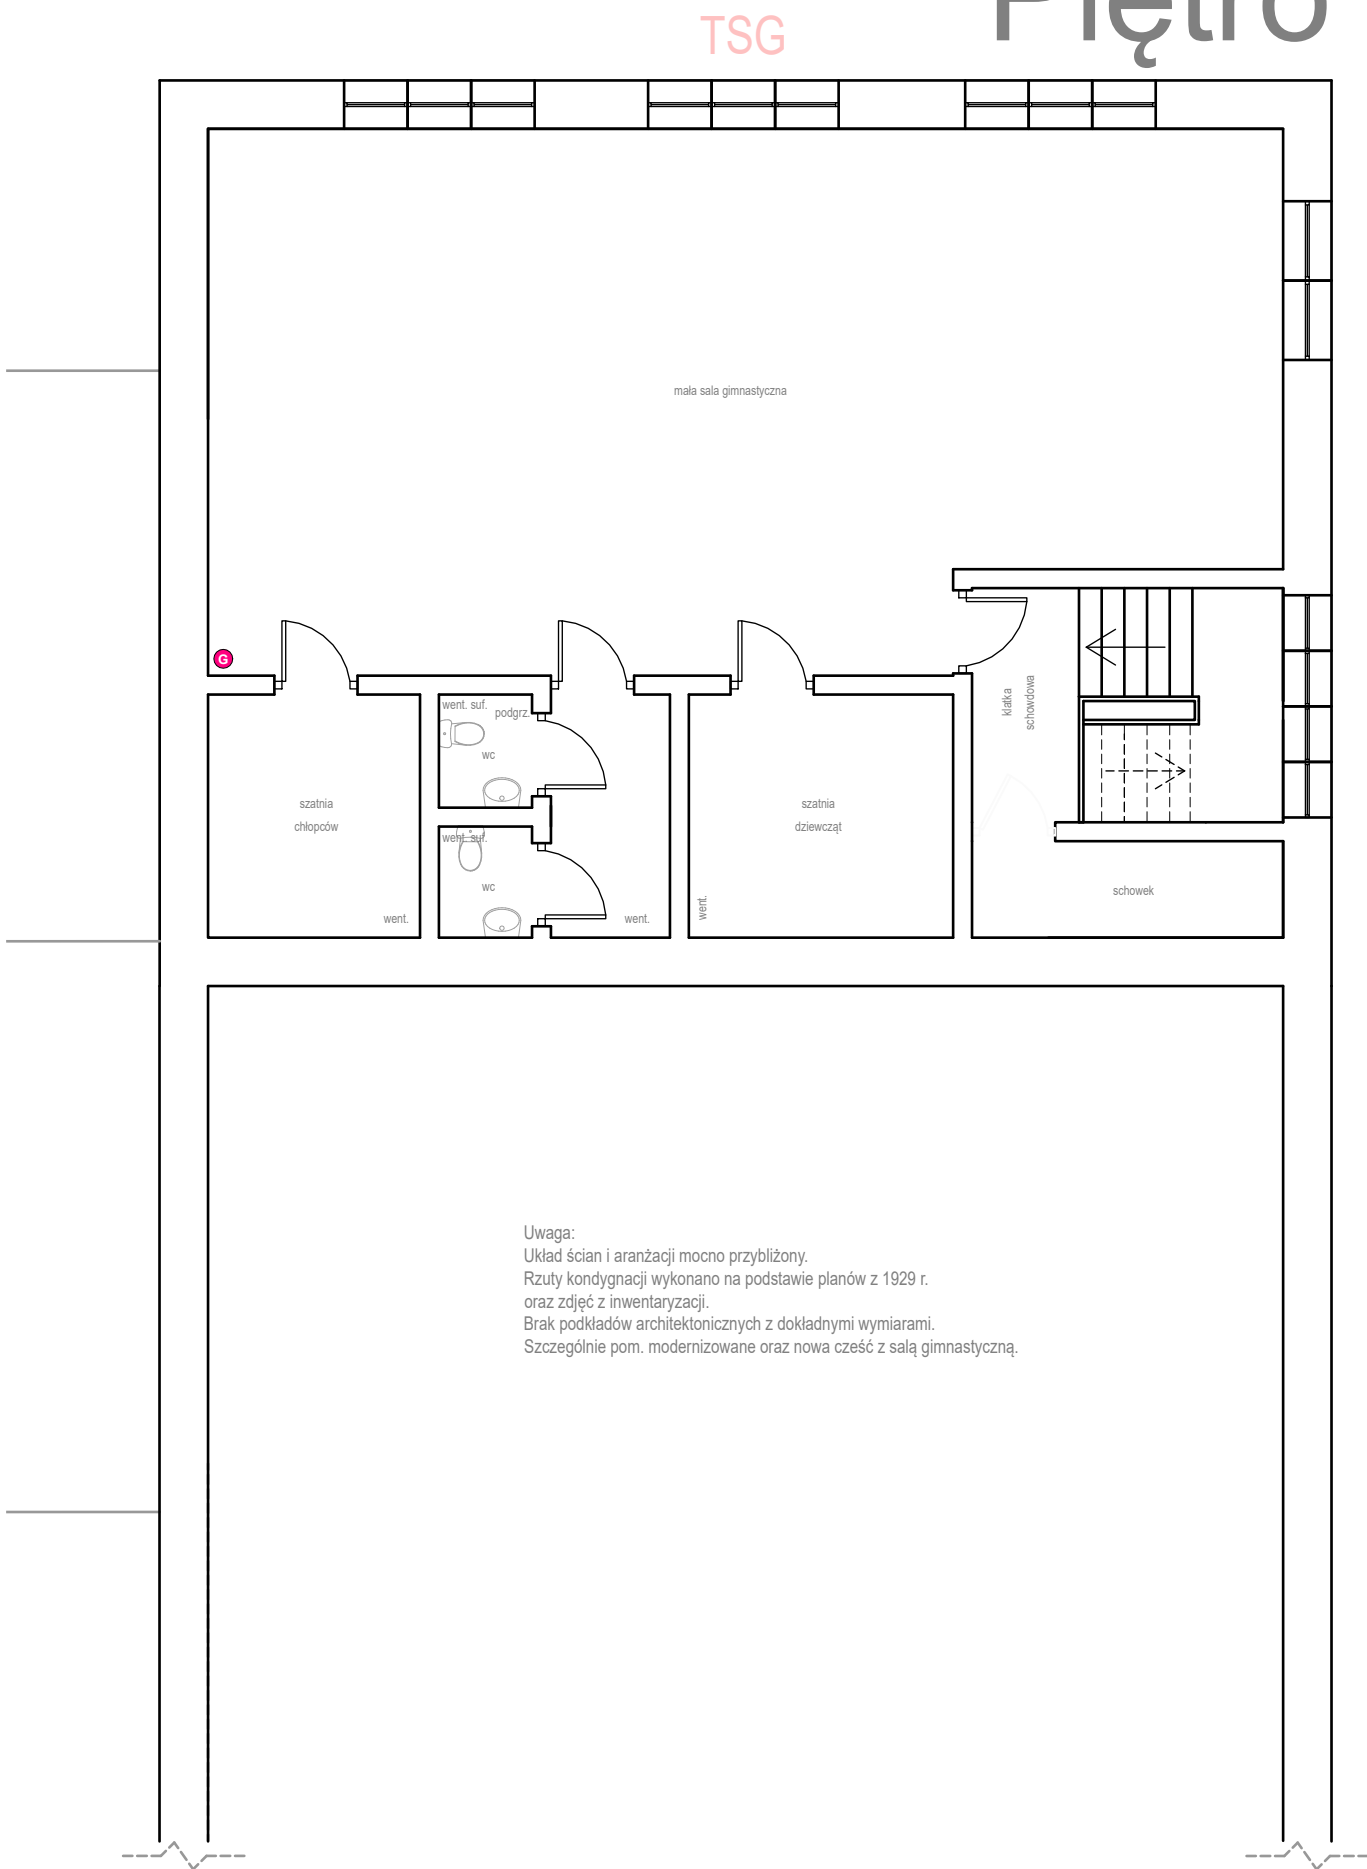 Piętro
TSG
mała sala gimnastyczna
G
klatka
schowdowa
went. suf.
podgrz.
wc
szatnia
chłopców
szatnia
dziewcząt
went. suf.
wc
schowek
went.
went.
went.
Uwaga:
Układ ścian i aranżacji mocno przybliżony.
Rzuty kondygnacji wykonano na podstawie planów z 1929 r.
oraz zdjęć z inwentaryzacji.
Brak podkładów architektonicznych z dokładnymi wymiarami.
Szczególnie pom. modernizowane oraz nowa cześć z salą gimnastyczną.